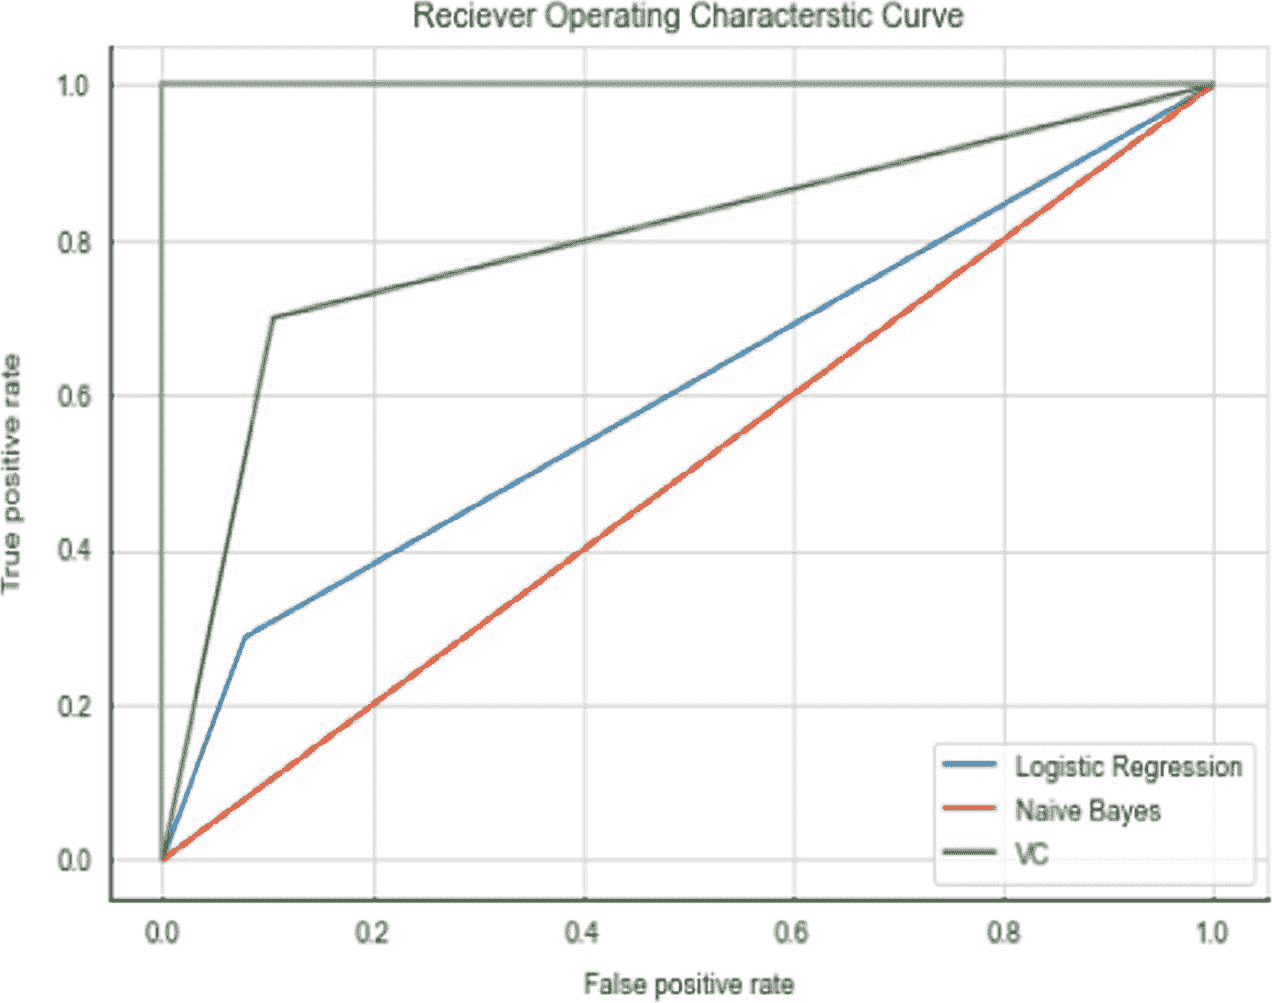 Reciever Operating Characterstic Curve
1.0
0.8
0.6
0.4
0.2
0.0
True positive rate
0.0 0.2 0.4 0.6 0.8 1.0
False positive rate
Logistic Regression
Naive Bayes
VC